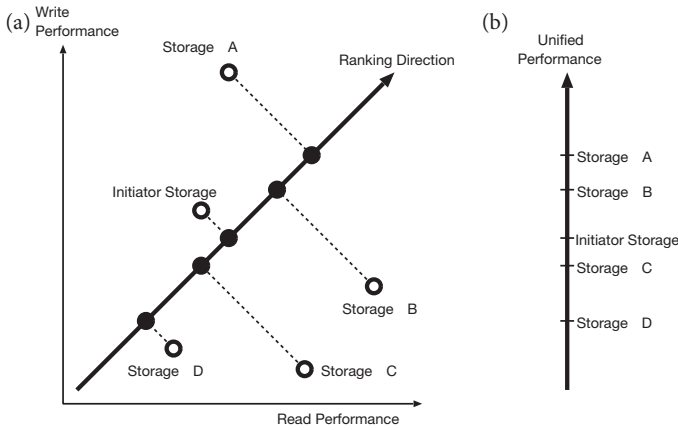 (a)
Write
Performance
Storage A
Ranking Direction
Initiator Storage
Storage B
Storage D
Storage C
Read Performance
(b)
Unified
Performance
Storage A
Storage B
Initiator Storage
Storage C
Storage D